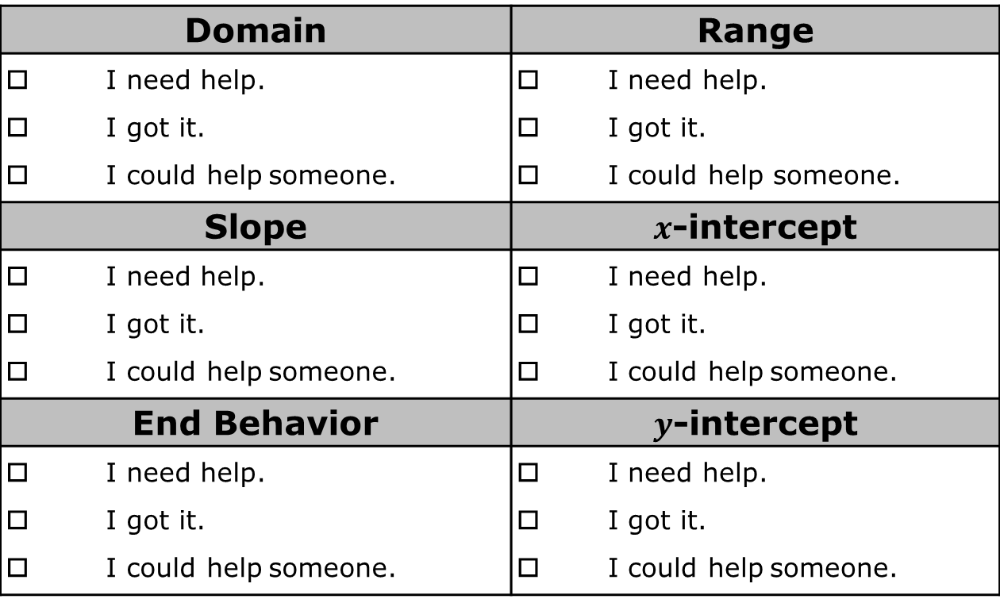 Domain
Range
☐ I need help.
☐ I got it.
☐ I could help someone.
☐ I need help.
☐ I got it.
☐ I could help someone.
Slope
x-intercept
☐ I need help.
☐ I got it.
☐ I could help someone.
☐ I need help.
☐ I got it.
☐ I could help someone.
End Behavior
y-intercept
☐ I need help.
☐ I got it.
☐ I could help someone.
☐ I need help.
☐ I got it.
☐ I could help someone.